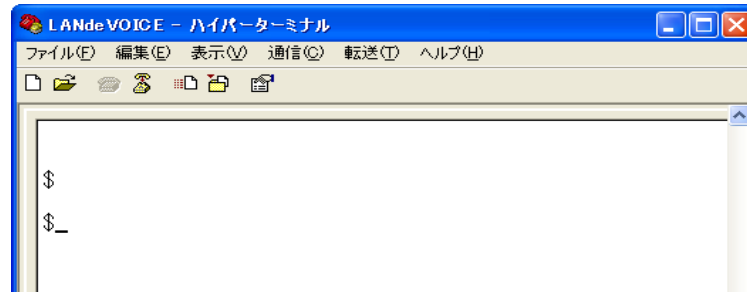 LANdeVOICE - ハイパーターミナル
ファイル(F) 編集(E) 表示(V) 通信(C) 転送(T) ヘルプ(H)
$
$_